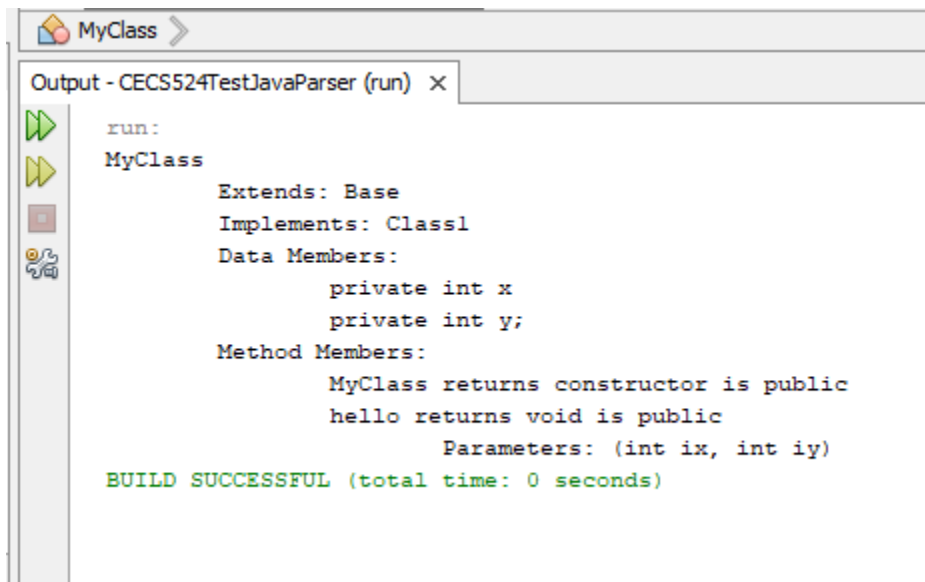 MyClass
Output - CECS524TestJavaParser (run) ×
run:
MyClass
Extends: Base
Implements: Class1
Data Members:
private int x
private int y;
Method Members:
MyClass returns constructor is public
hello returns void is public
Parameters: (int ix, int iy)
BUILD SUCCESSFUL (total time: 0 seconds)